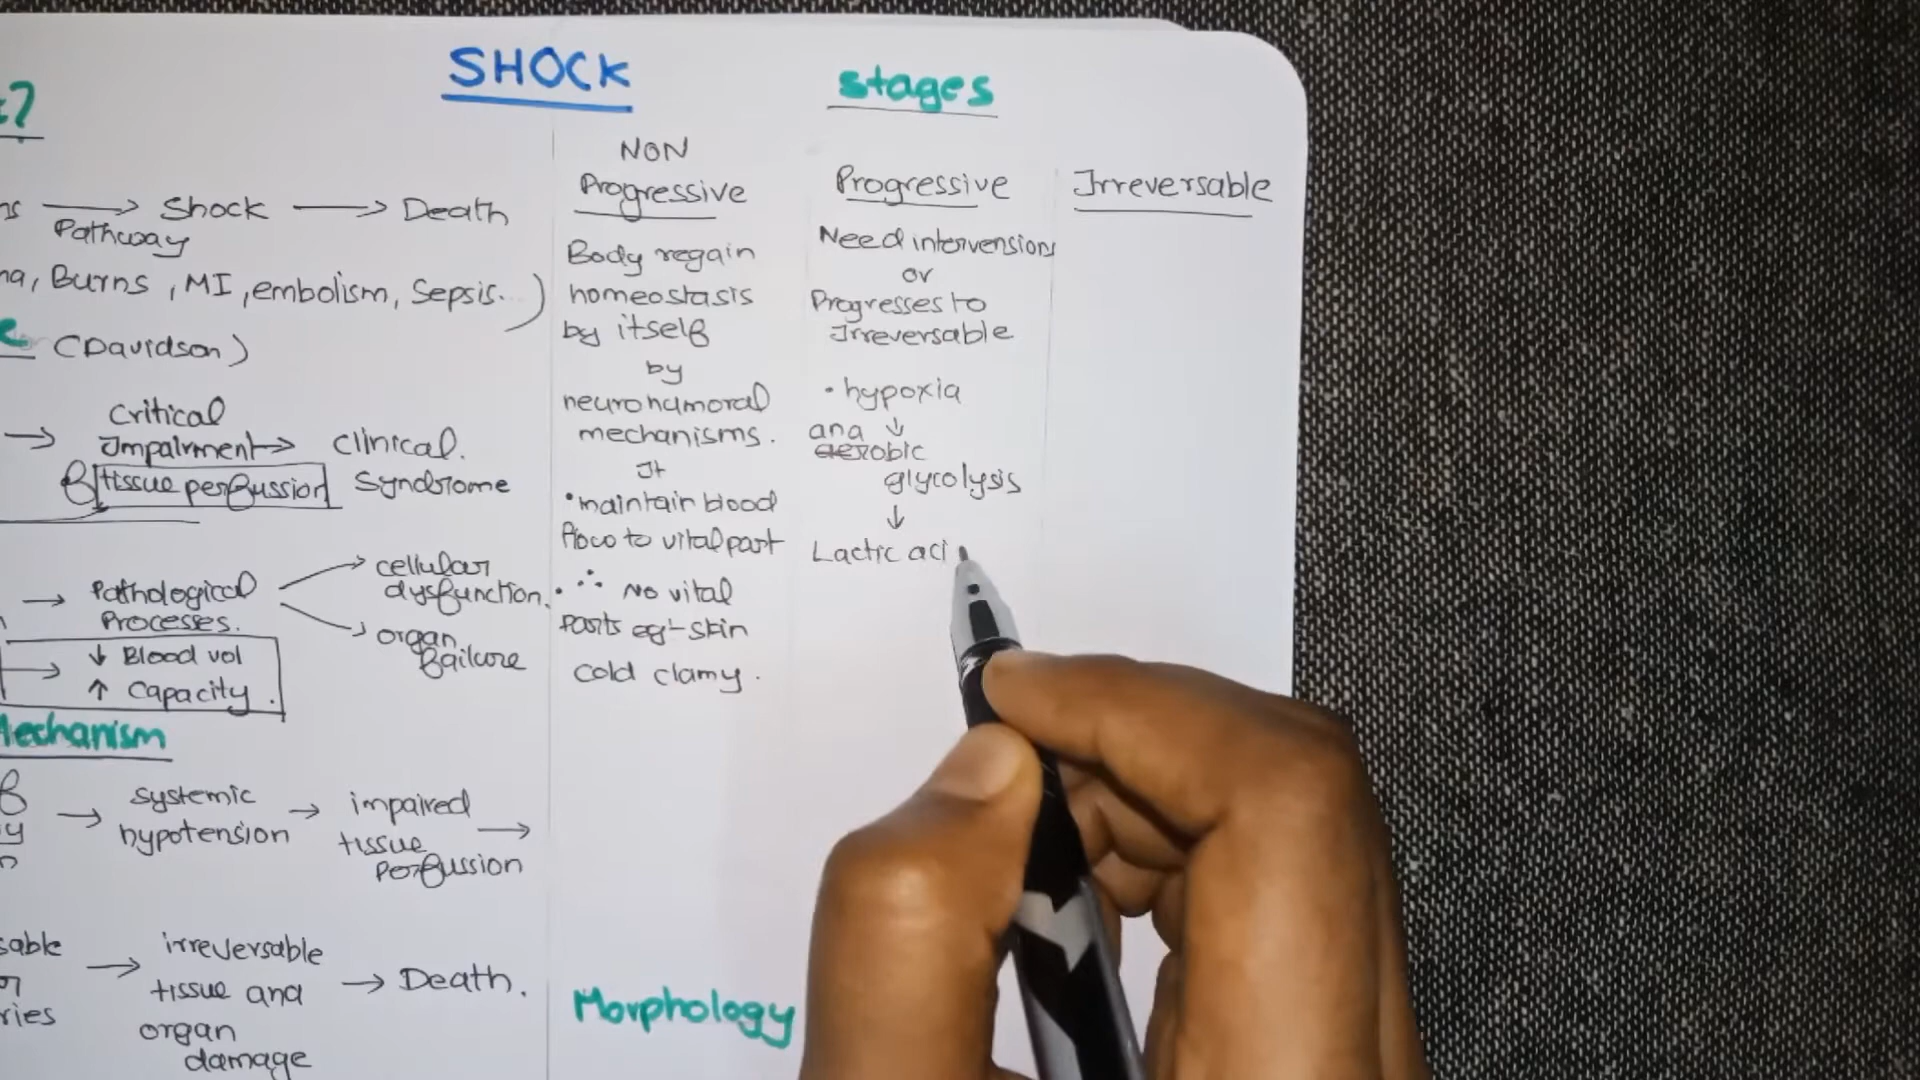 SHOCK
stages
Shock
Death
Pathway
, Burns , MI , embolism, Sepsis. )
(Davidson)
Critical
Impairment
Clinical.
tissue perfussion
Syndrome
Pathological
Processes.
cellular
dysfunction.
organ
failure
↓ Blood vol
↑ Capacity.
Mechanism
systemic
hypotension
impaired
tissue
perfussion
irreversable
tissue and
organ
damage
Death.
NON
Progressive
Body regain
homeostasis
by itself
by
neurohumoral
mechanisms.
It
• maintain blood
flow to vital part
∴ No vital
parts eg:- skin
cold clamy.
Morphology
Progressive
Need intervension
or
Progresses to
Irreversable
• hypoxia
↓
ana
aerobic
glycolysis
↓
Lactic aci
Irreversable